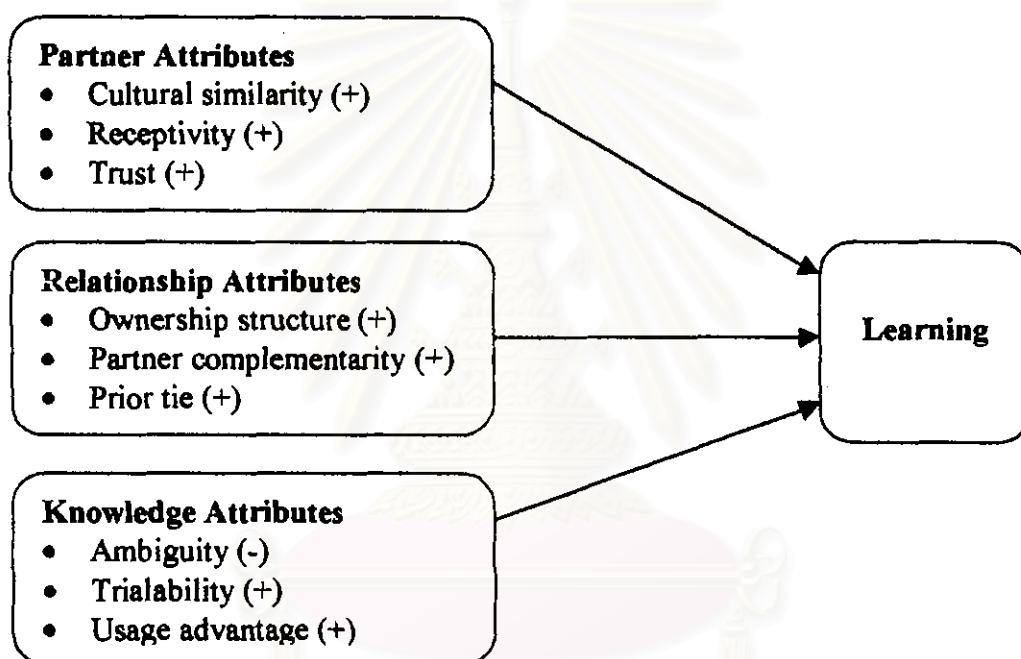 Partner Attributes
• Cultural similarity (+)
• Receptivity (+)
• Trust (+)
Relationship Attributes
• Ownership structure (+)
• Partner complementarity (+)
• Prior tie (+)
Learning
Knowledge Attributes
• Ambiguity (-)
• Trialability (+)
• Usage advantage (+)